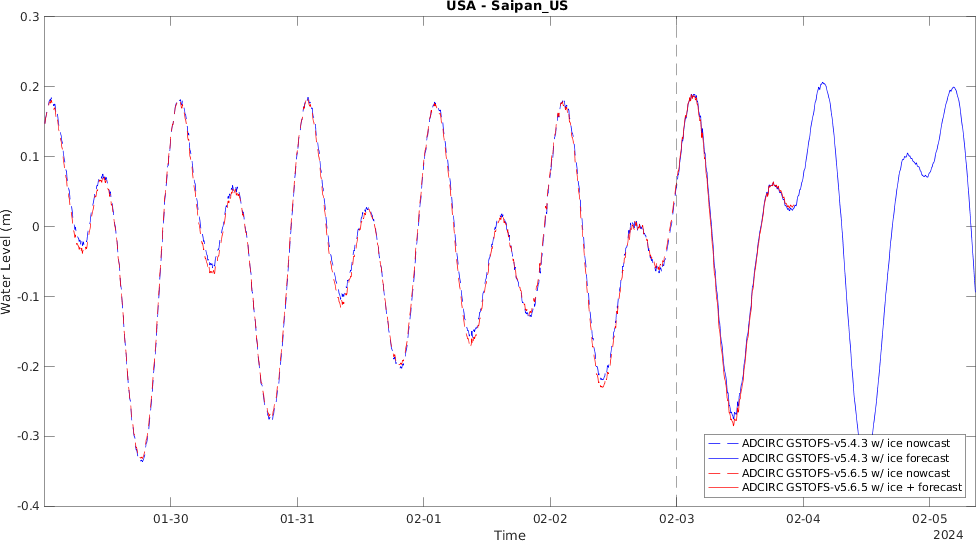 USA - Saipan_US
0.3
0.2
0.1
0
-0.1
-0.2
-0.3
-0.4
Water Level (m)
01-30
01-31
02-01
02-02
02-03
02-04
02-05
Time
2024
ADCIRC GSTOFS-v5.4.3 w/ ice nowcast
ADCIRC GSTOFS-v5.4.3 w/ ice forecast
ADCIRC GSTOFS-v5.6.5 w/ ice nowcast
ADCIRC GSTOFS-v5.6.5 w/ ice + forecast